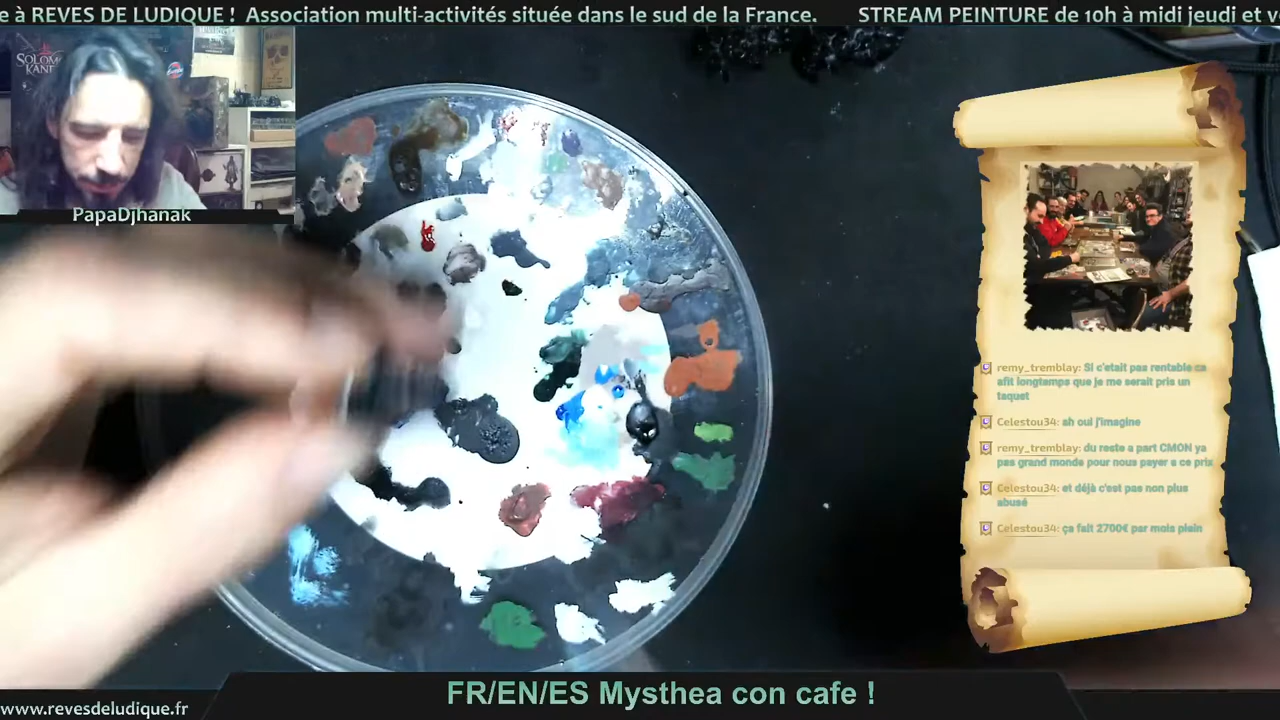 e à REVES DE LUDIQUE ! Association multi-activités située dans le sud de la France. STREAM PEINTURE de 10h à midi jeudi et v
SOLOMON
KANE
PapaDjhanak
remy_tremblay: Si c'etait pas rentable ca
afit longtemps que je me serait pris un
taquet
Celestou34: ah oui j'imagine
remy_tremblay: du reste a part CMON ya
pas grand monde pour nous payer a ce prix
Celestou34: et déjà c'est pas non plus
abusé
Celestou34: ça fait 2700€ par mois plein
FR/EN/ES Mysthea con cafe !
www.revesdeludique.fr